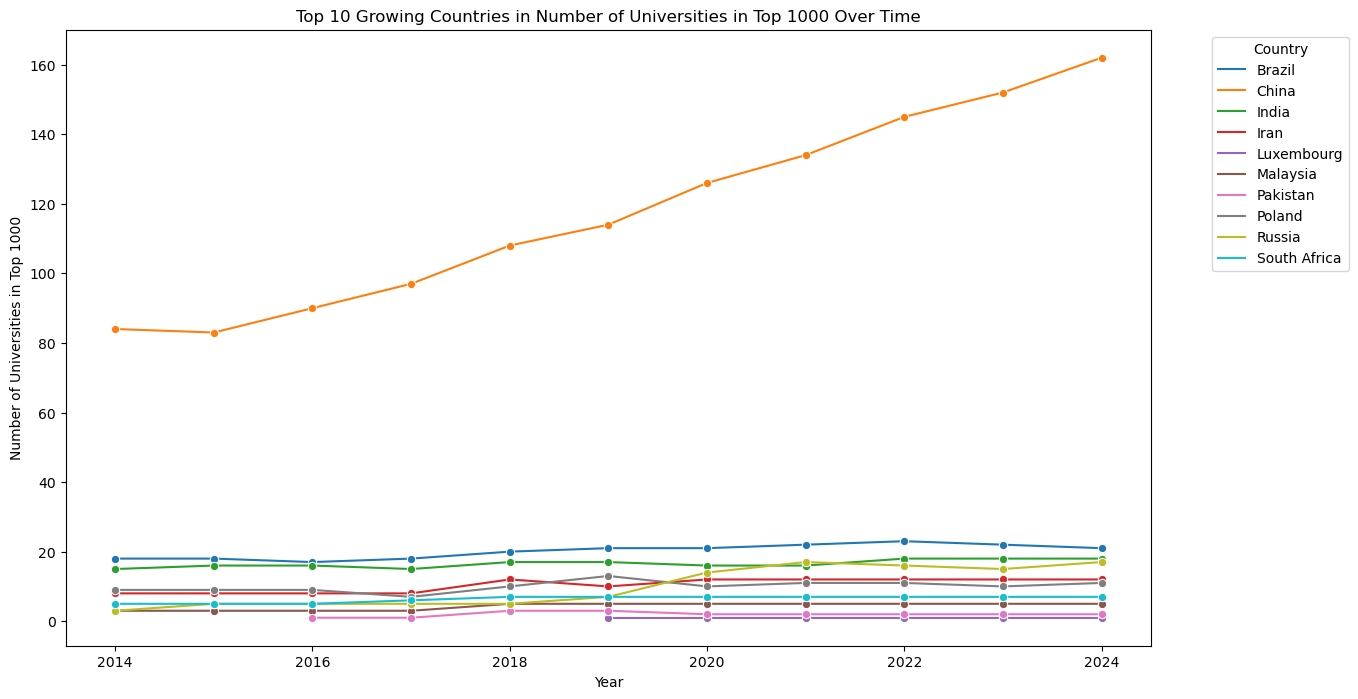 Top 10 Growing Countries in Number of Universities in Top 1000 Over Time
Number of Universities in Top 1000
160
140
120
100
80
60
40
20
0
2014
2016
2018
2020
2022
2024
Year
Country
Brazil
China
India
Iran
Luxembourg
Malaysia
Pakistan
Poland
Russia
South Africa